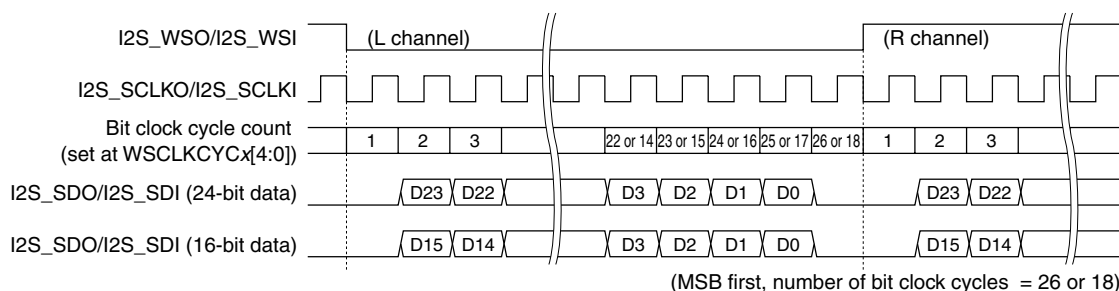 I2S_WSO/I2S_WSI (L channel) (R channel)
I2S_SCLKO/I2S_SCLKI
Bit clock cycle count
(set at WSCLKCYCx[4:0]) 1 2 3 22 or 14 23 or 15 24 or 16 25 or 17 26 or 18 1 2 3
I2S_SDO/I2S_SDI (24-bit data) D23 D22 D3 D2 D1 D0 D23 D22
I2S_SDO/I2S_SDI (16-bit data) D15 D14 D3 D2 D1 D0 D15 D14
(MSB first, number of bit clock cycles = 26 or 18)